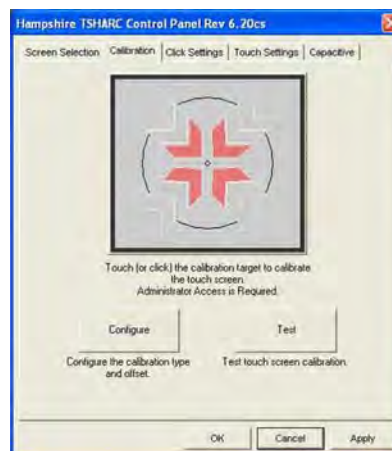 Hampshire TSHARC Control Panel Rev 6.20cs
Screen Selection Calibration Click Settings Touch Settings Capacitive
Touch (or click) the calibration target to calibrate
the touch screen.
Administrator Access is Required.
Configure Test
Configure the calibration type Test touch screen calibration.
and offset.
OK Cancel Apply